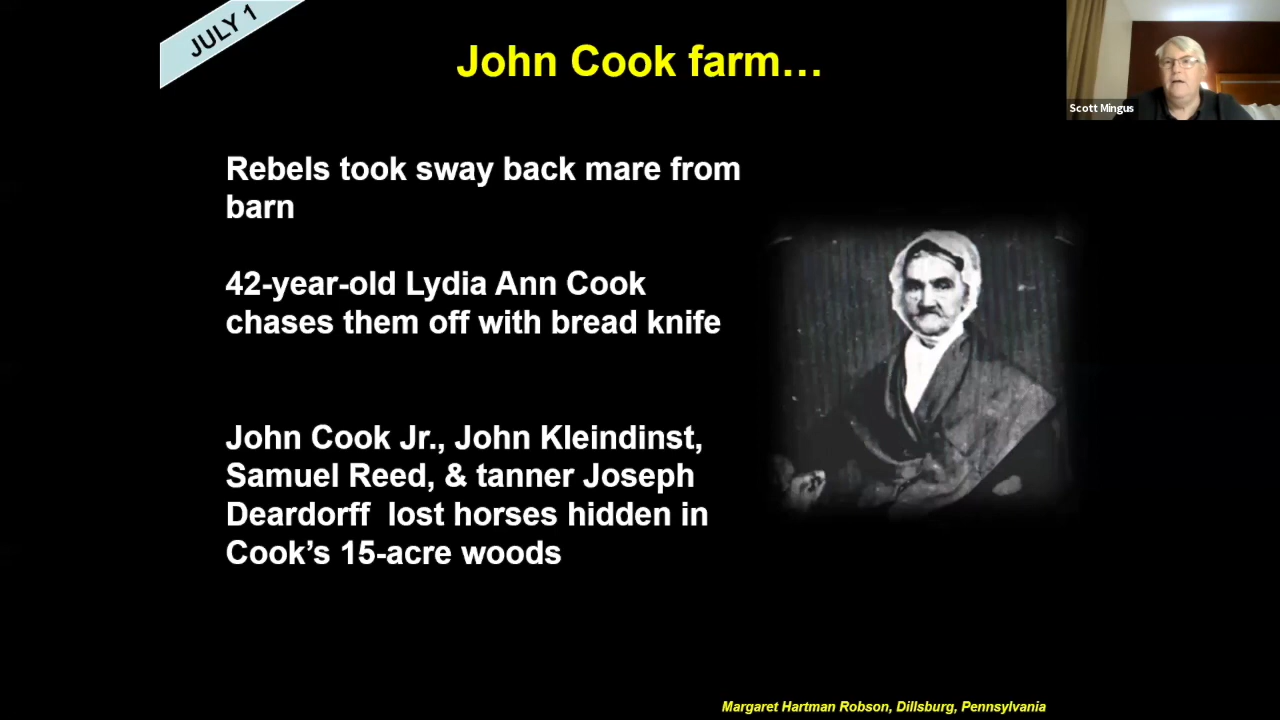 JULY 1
John Cook farm…
Scott Mingus
Rebels took sway back mare from
barn
42-year-old Lydia Ann Cook
chases them off with bread knife
John Cook Jr., John Kleindinst,
Samuel Reed, & tanner Joseph
Deardorff  lost horses hidden in
Cook’s 15-acre woods
Margaret Hartman Robson, Dillsburg, Pennsylvania